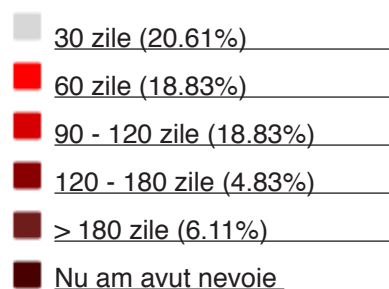 30 zile (20.61%)
60 zile (18.83%)
90 - 120 zile (18.83%)
120 - 180 zile (4.83%)
> 180 zile (6.11%)
Nu am avut nevoie